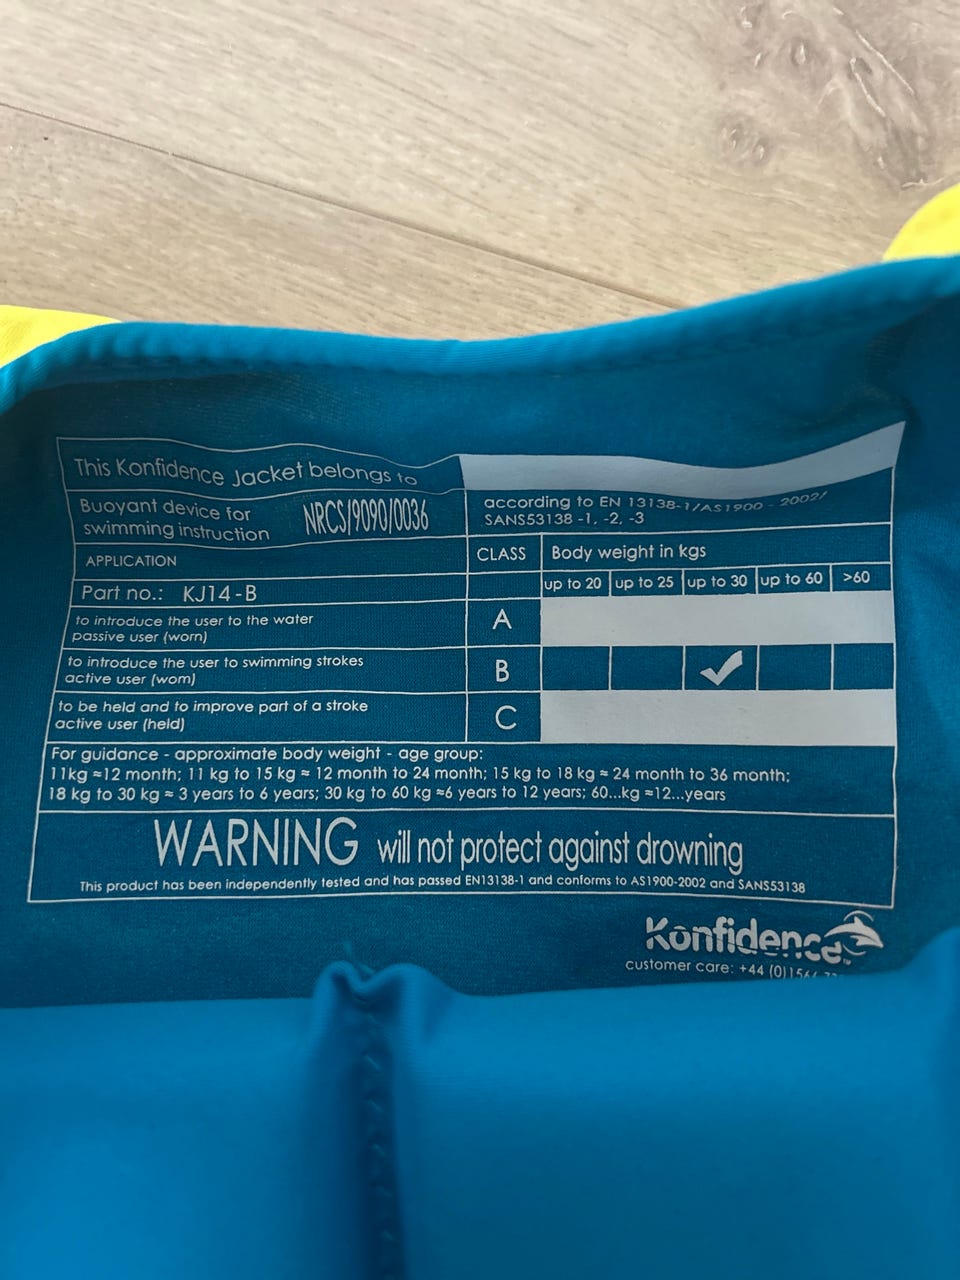 This Konfidence Jacket belongs to
Buoyant device for
swimming instruction
NRCS/9090/0036
according to EN 13138-1/AS1900 - 2002/
SANS53138 -1, -2, -3
APPLICATION
CLASS
Body weight in kgs
Part no.: KJ14-B
up to 20
up to 25
up to 30
up to 60
>60
to introduce the user to the water
passive user (worn)
A
to introduce the user to swimming strokes
active user (worn)
B
to be held and to improve part of a stroke
active user (held)
C
For guidance - approximate body weight - age group:
11kg ≈12 month; 11 kg to 15 kg ≈ 12 month to 24 month; 15 kg to 18 kg ≈ 24 month to 36 month;
18 kg to 30 kg ≈ 3 years to 6 years; 30 kg to 60 kg ≈6 years to 12 years; 60...kg ≈12...years
WARNING will not protect against drowning
This product has been independently tested and has passed EN13138-1 and conforms to AS1900-2002 and SANS53138
Konfidence
customer care: +44 (0)